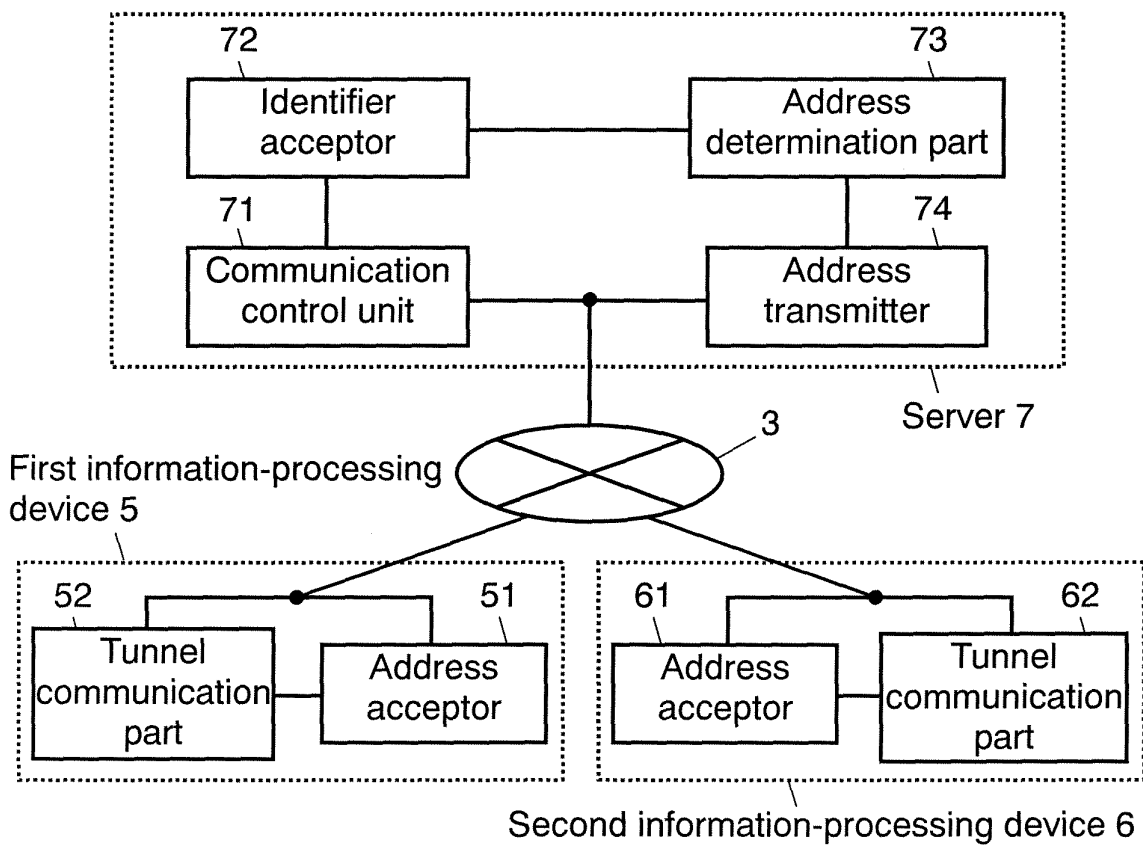 72
73
Identifier
acceptor
Address
determination part
71
74
Communication
control unit
Address
transmitter
Server 7
3
First information-processing
device 5
52
51
61
62
Tunnel
communication
part
Address
acceptor
Address
acceptor
Tunnel
communication
part
Second information-processing device 6